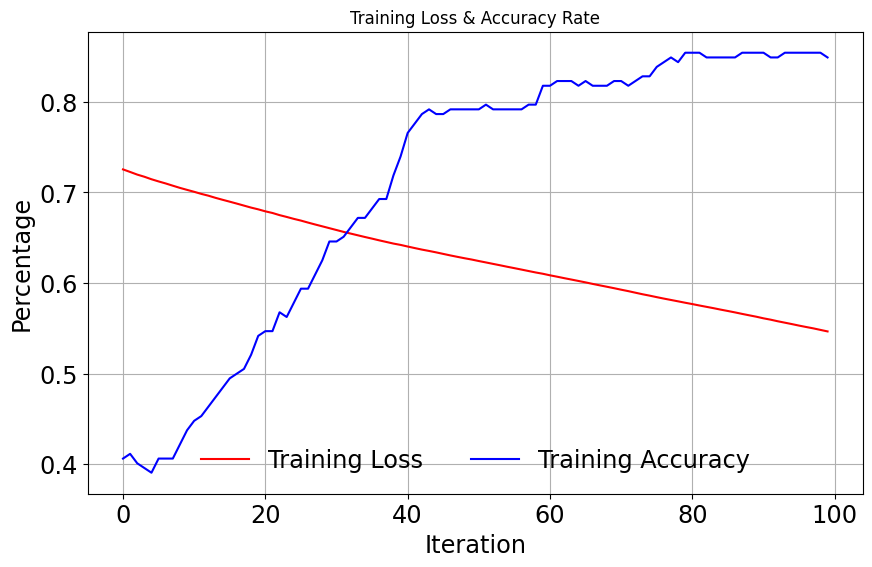 Training Loss & Accuracy Rate
Percentage
0.8
0.7
0.6
0.5
0.4
Training Loss Training Accuracy
0 20 40 60 80 100
Iteration